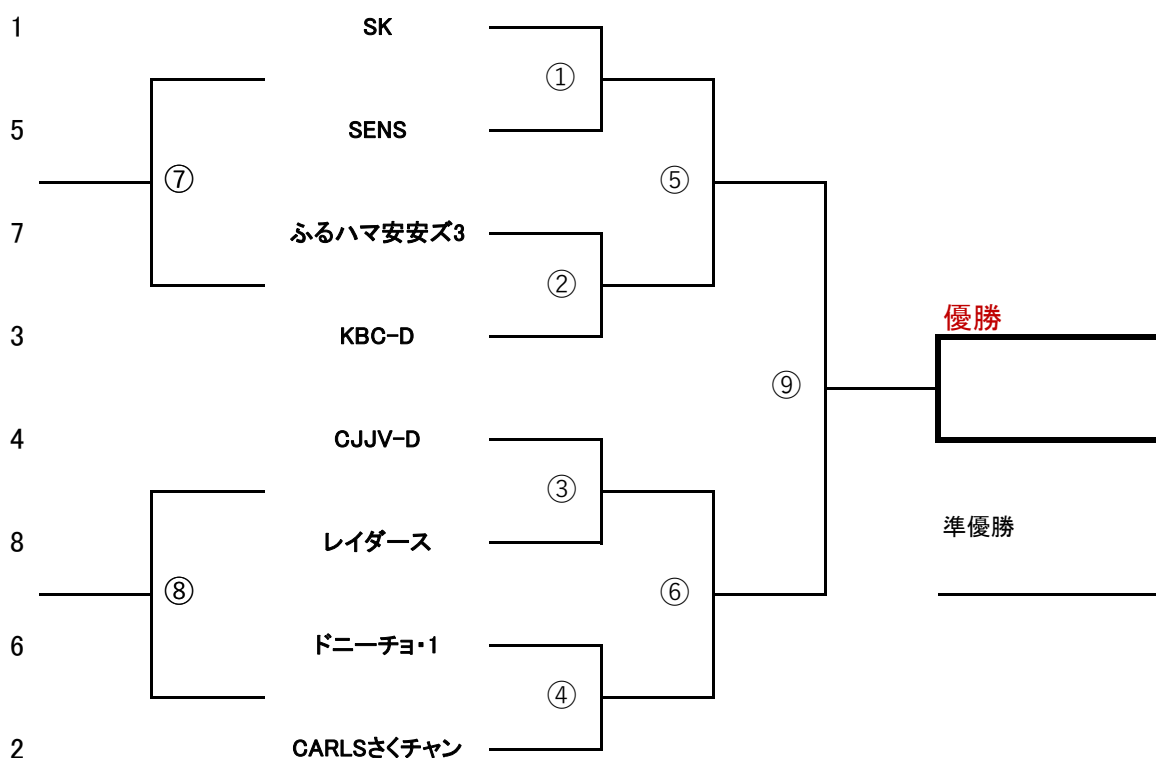 1 SK
①
5 SENS
⑦ ⑤
7 ふるハマ安安ズ3
②
3 KBC-D
優勝
⑨
4 CJJV-D
③
準優勝
8 レイダース
⑧ ⑥
6 ドニーチョ・1
④
2 CARLSさくチャン